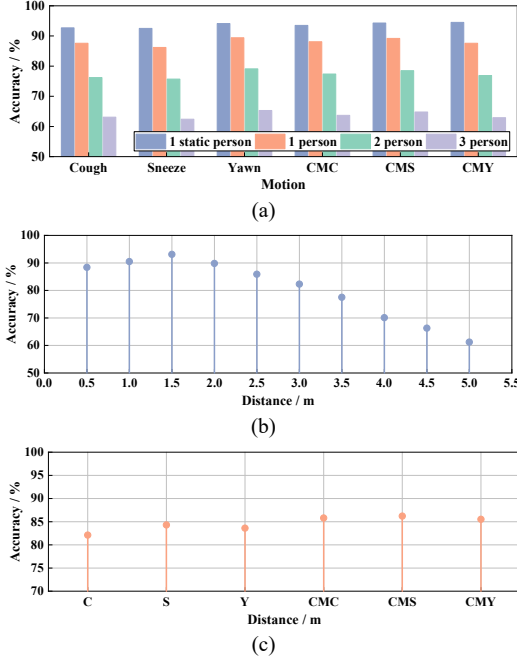 100
90
80
70
60
50
Accuracy / %
1 static person 1 person 2 person 3 person
Cough Sneeze Yawn CMC CMS CMY
Motion
(a)
100
90
80
70
60
50
Accuracy / %
0.0 0.5 1.0 1.5 2.0 2.5 3.0 3.5 4.0 4.5 5.0 5.5
Distance / m
(b)
100
95
90
85
80
75
70
Accuracy / %
C S Y CMC CMS CMY
Distance / m
(c)